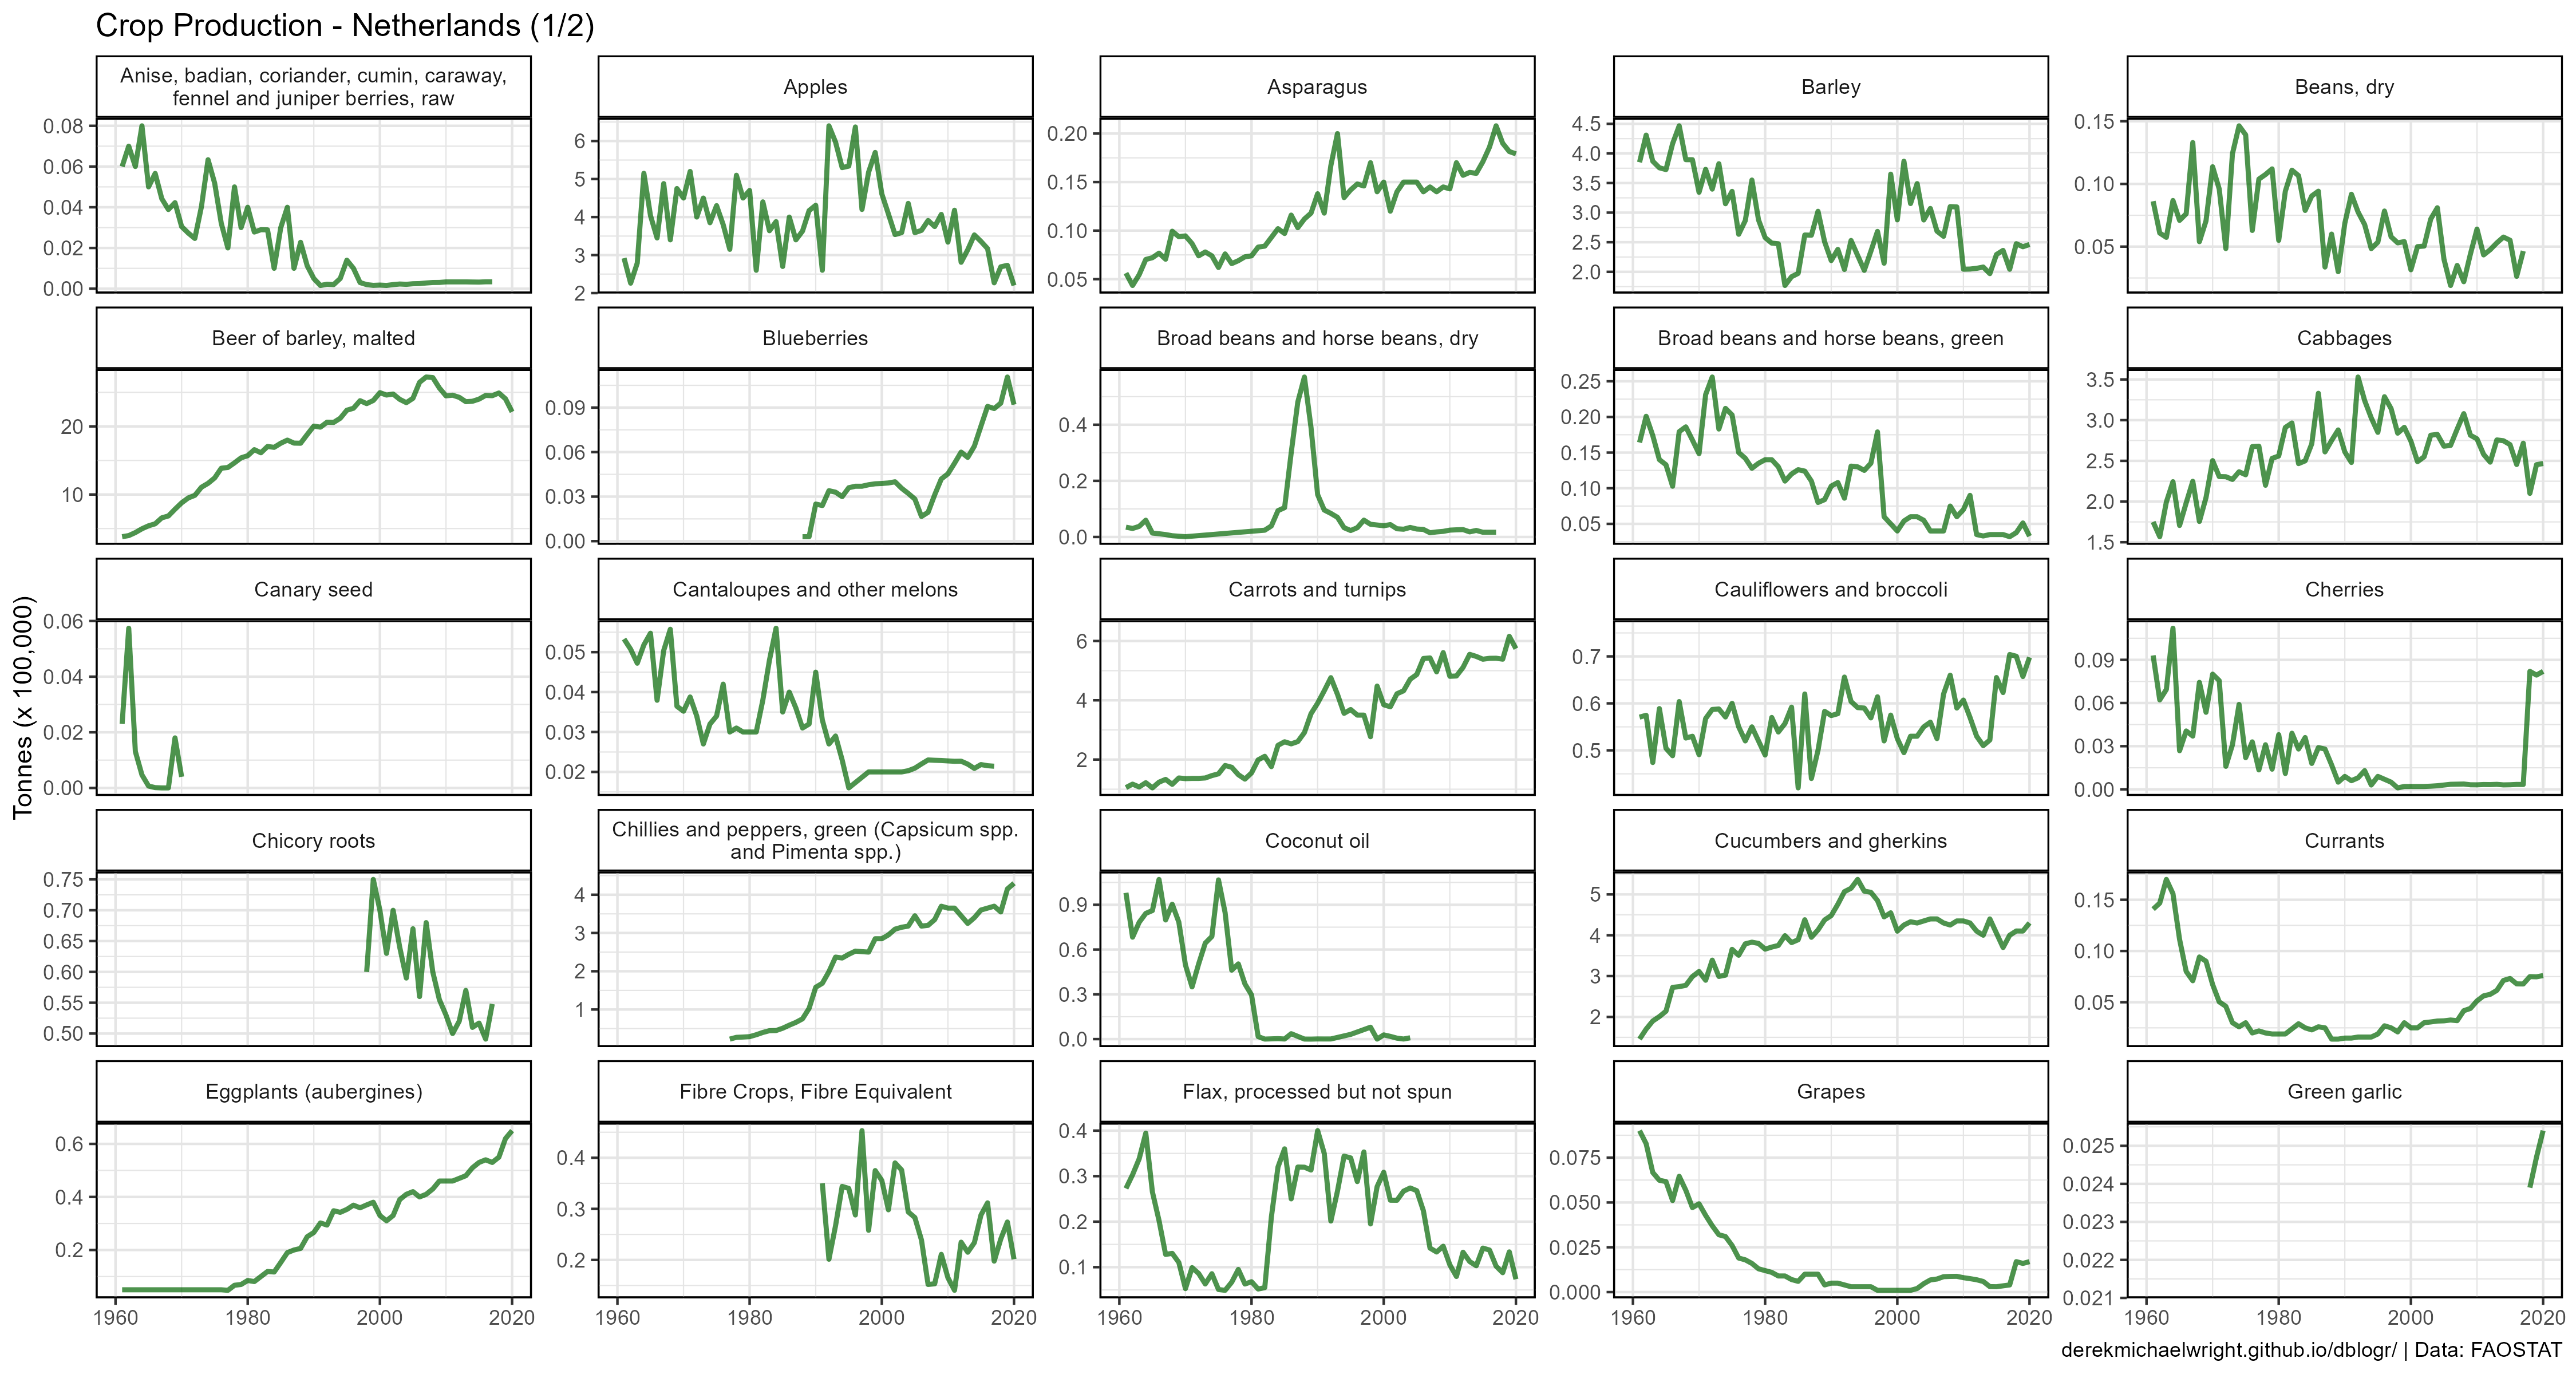 Crop Production - Netherlands (1/2)
Anise, badian, coriander, cumin, caraway,
fennel and juniper berries, raw
Apples
Asparagus
Barley
Beans, dry
0.08
0.06
0.04
0.02
0.00
6
5
4
3
2
0.20
0.15
0.10
0.05
4.5
4.0
3.5
3.0
2.5
2.0
0.15
0.10
0.05
Beer of barley, malted
Blueberries
Broad beans and horse beans, dry
Broad beans and horse beans, green
Cabbages
20
10
0.09
0.06
0.03
0.00
0.4
0.2
0.0
0.25
0.20
0.15
0.10
0.05
3.5
3.0
2.5
2.0
1.5
Tonnes (x 100,000)
Canary seed
Cantaloupes and other melons
Carrots and turnips
Cauliflowers and broccoli
Cherries
0.06
0.04
0.02
0.00
0.05
0.04
0.03
0.02
6
4
2
0.7
0.6
0.5
0.09
0.06
0.03
0.00
Chicory roots
Chillies and peppers, green (Capsicum spp.
and Pimenta spp.)
Coconut oil
Cucumbers and gherkins
Currants
0.75
0.70
0.65
0.60
0.55
0.50
4
3
2
1
0.9
0.6
0.3
0.0
5
4
3
2
0.15
0.10
0.05
Eggplants (aubergines)
Fibre Crops, Fibre Equivalent
Flax, processed but not spun
Grapes
Green garlic
0.6
0.4
0.2
0.4
0.3
0.2
0.4
0.3
0.2
0.1
0.075
0.050
0.025
0.000
0.025
0.024
0.023
0.022
0.021
1960 1980 2000 2020
1960 1980 2000 2020
1960 1980 2000 2020
1960 1980 2000 2020
1960 1980 2000 2020
derekmichaelwright.github.io/dblogr/ | Data: FAOSTAT